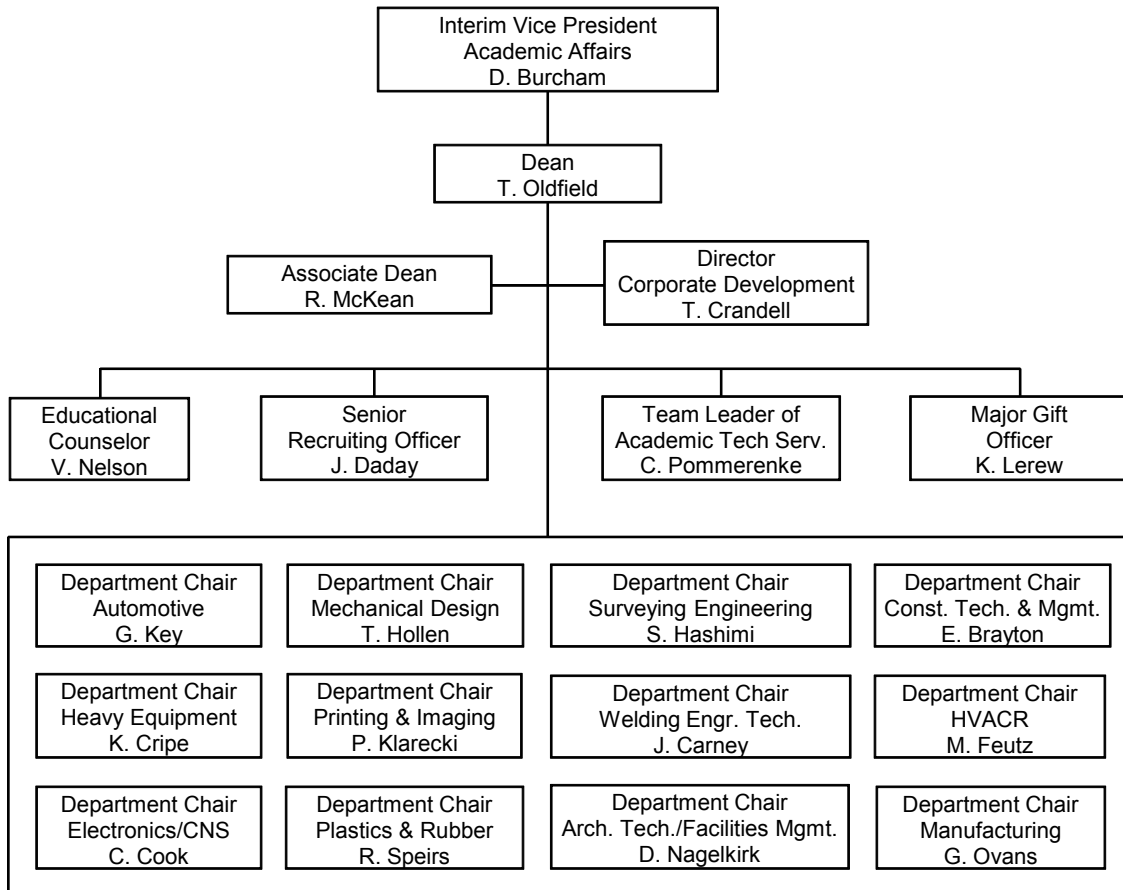 Interim Vice President
Academic Affairs
D. Burcham
Dean
T. Oldfield
Associate Dean
R. McKean
Director
Corporate Development
T. Crandell
Educational
Counselor
V. Nelson
Senior
Recruiting Officer
J. Daday
Team Leader of
Academic Tech Serv.
C. Pommerenke
Major Gift
Officer
K. Lerew
Department Chair
Automotive
G. Key
Department Chair
Mechanical Design
T. Hollen
Department Chair
Surveying Engineering
S. Hashimi
Department Chair
Const. Tech. & Mgmt.
E. Brayton
Department Chair
Heavy Equipment
K. Cripe
Department Chair
Printing & Imaging
P. Klarecki
Department Chair
Welding Engr. Tech.
J. Carney
Department Chair
HVACR
M. Feutz
Department Chair
Electronics/CNS
C. Cook
Department Chair
Plastics & Rubber
R. Speirs
Department Chair
Arch. Tech./Facilities Mgmt.
D. Nagelkirk
Department Chair
Manufacturing
G. Ovans